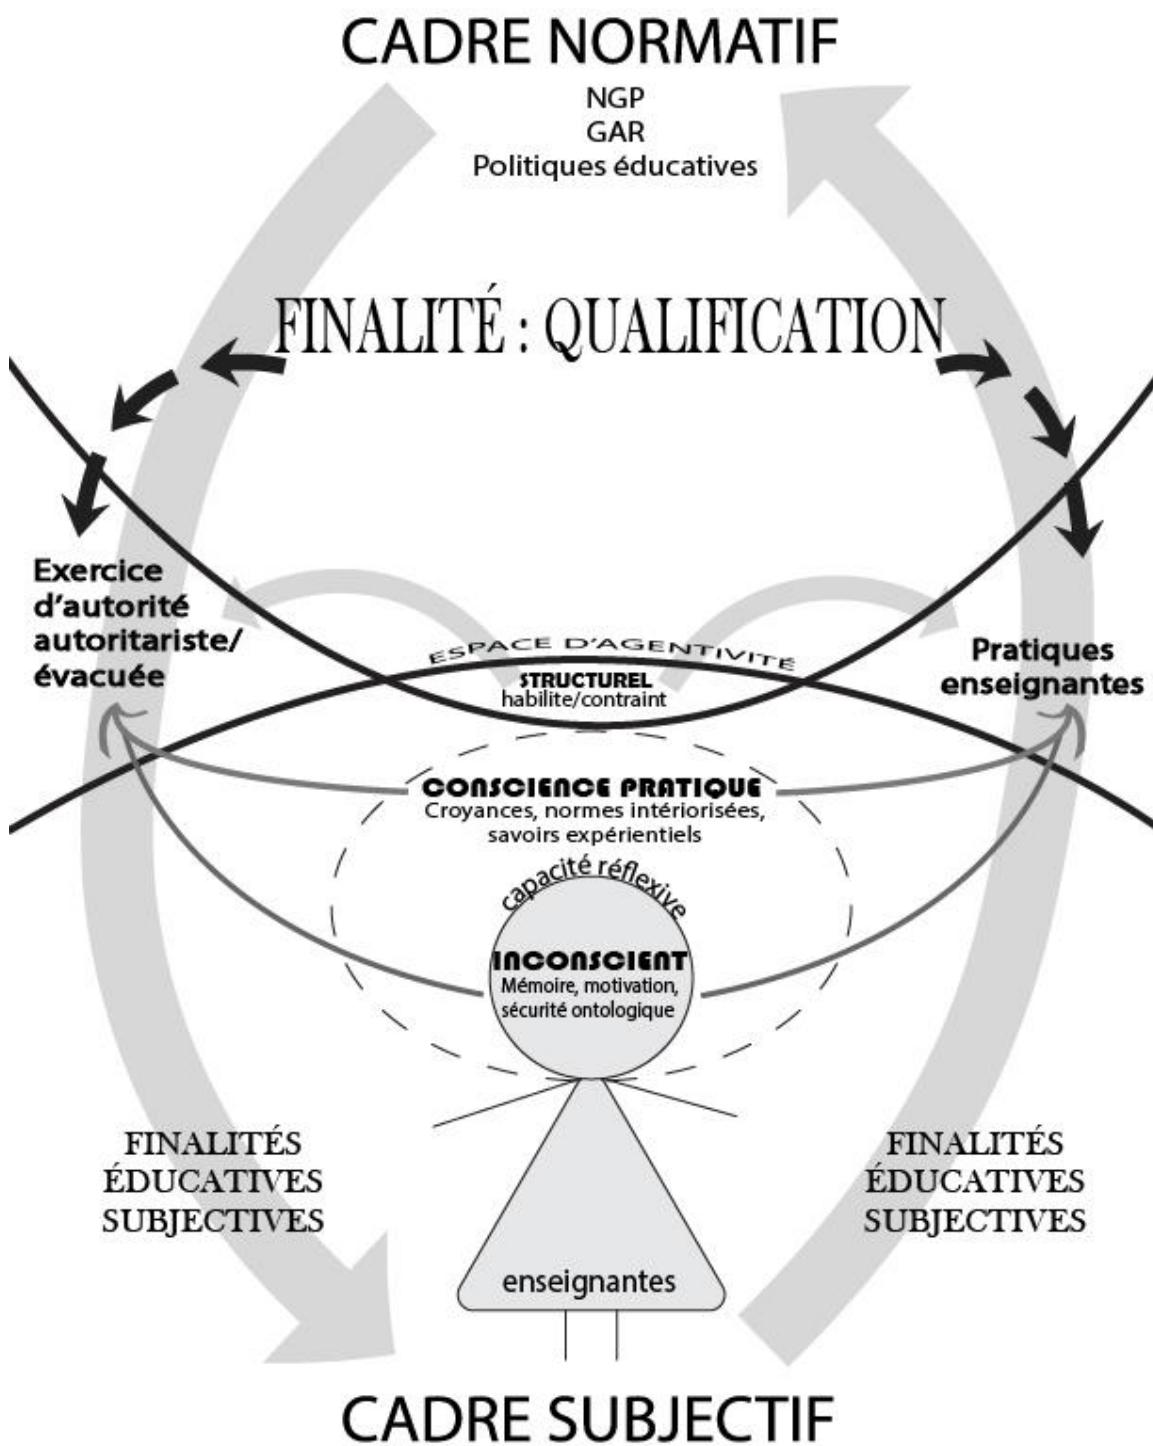 CADRE NORMATIF
NGP
GAR
Politiques éducatives
FINALITÉ : QUALIFICATION
Exercice
d'autorité
autoritariste/
évacuée
ESPACE D'AGENTIVITÉ
STRUCTUREL
habilite/contraint
Pratiques
enseignantes
CONSCIENCE PRATIQUE
Croyances, normes intériorisées,
savoirs expérientiels
capacité réflexive
INCONSCIENT
Mémoire, motivation,
sécurité ontologique
FINALITÉS
ÉDUCATIVES
SUBJECTIVES
FINALITÉS
ÉDUCATIVES
SUBJECTIVES
enseignantes
CADRE SUBJECTIF